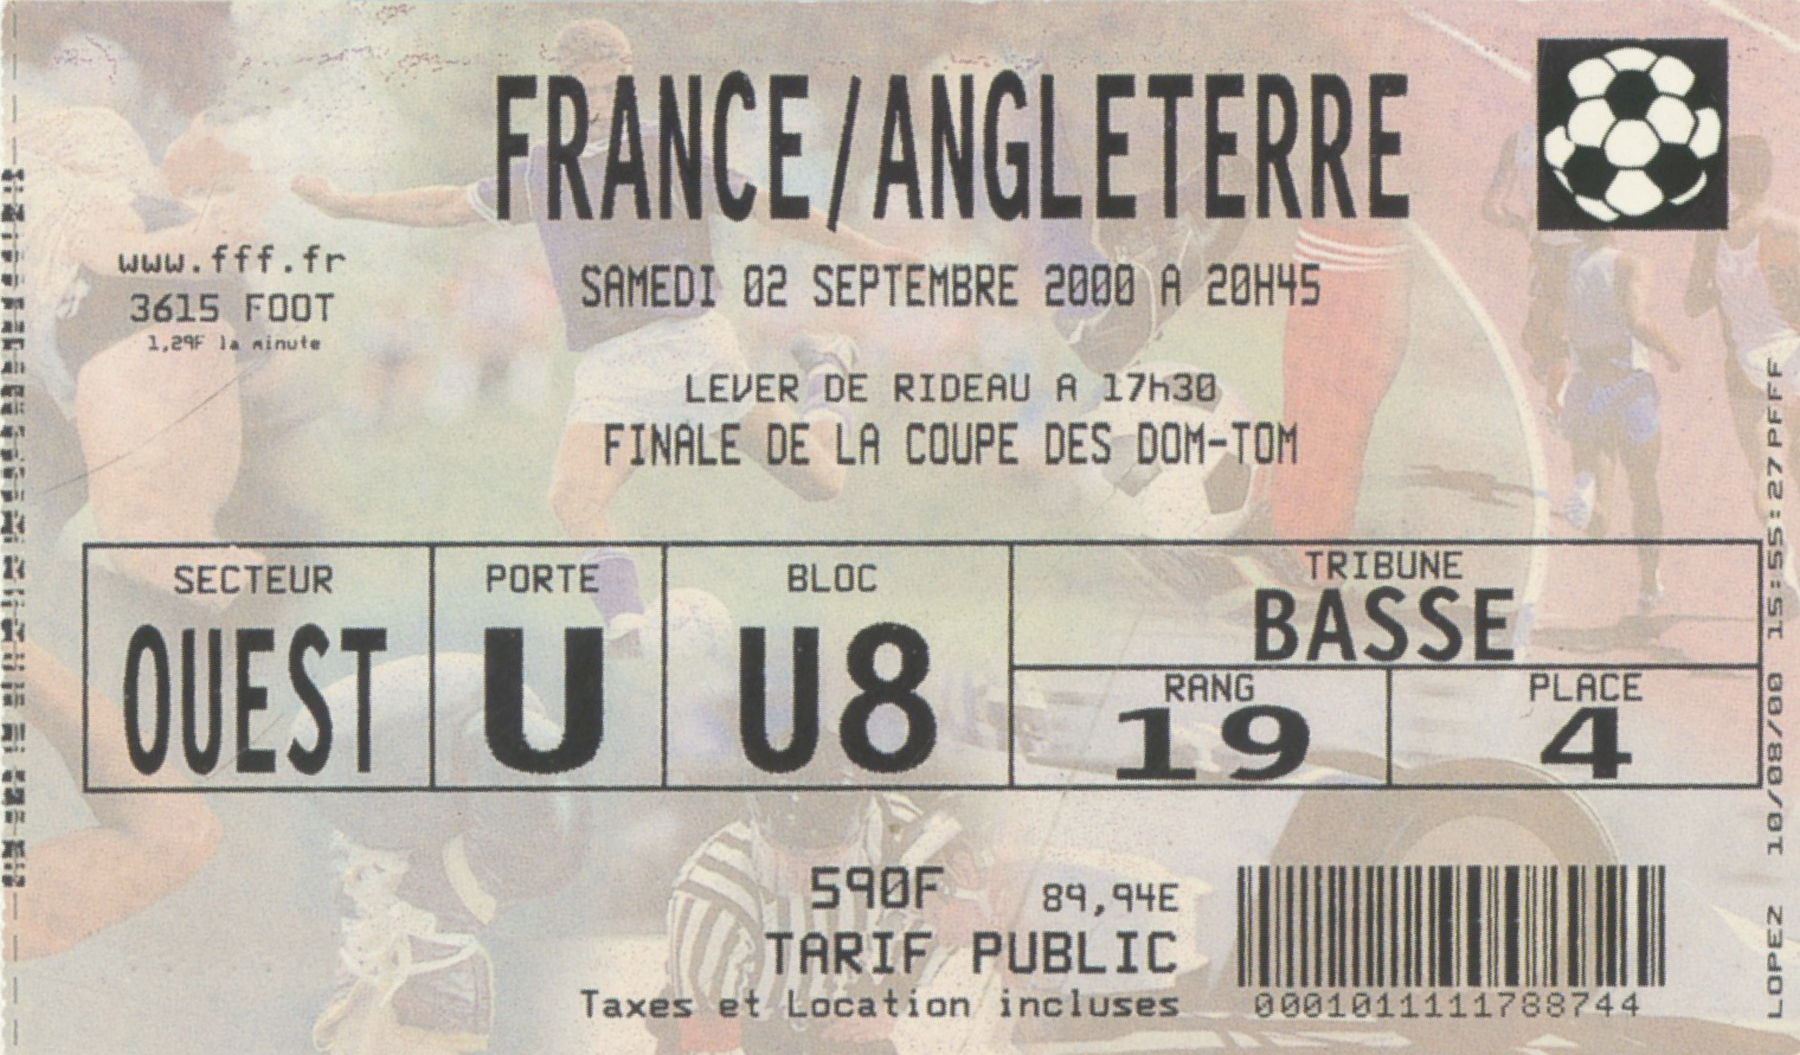 FRANCE/ANGLETERRE
www.fff.fr
3615 FOOT
1,29F la minute
SAMEDI 02 SEPTEMBRE 2000 A 20H45
LEVER DE RIDEAU A 17h30
FINALE DE LA COUPE DES DOM-TOM
SECTEUR
OUEST
PORTE
U
BLOC
U8
TRIBUNE
BASSE
RANG
19
PLACE
4
590F 89,94E
TARIF PUBLIC
Taxes et Location incluses
0001011111788744
LOPEZ 10/08/00 15:55:27PFFF